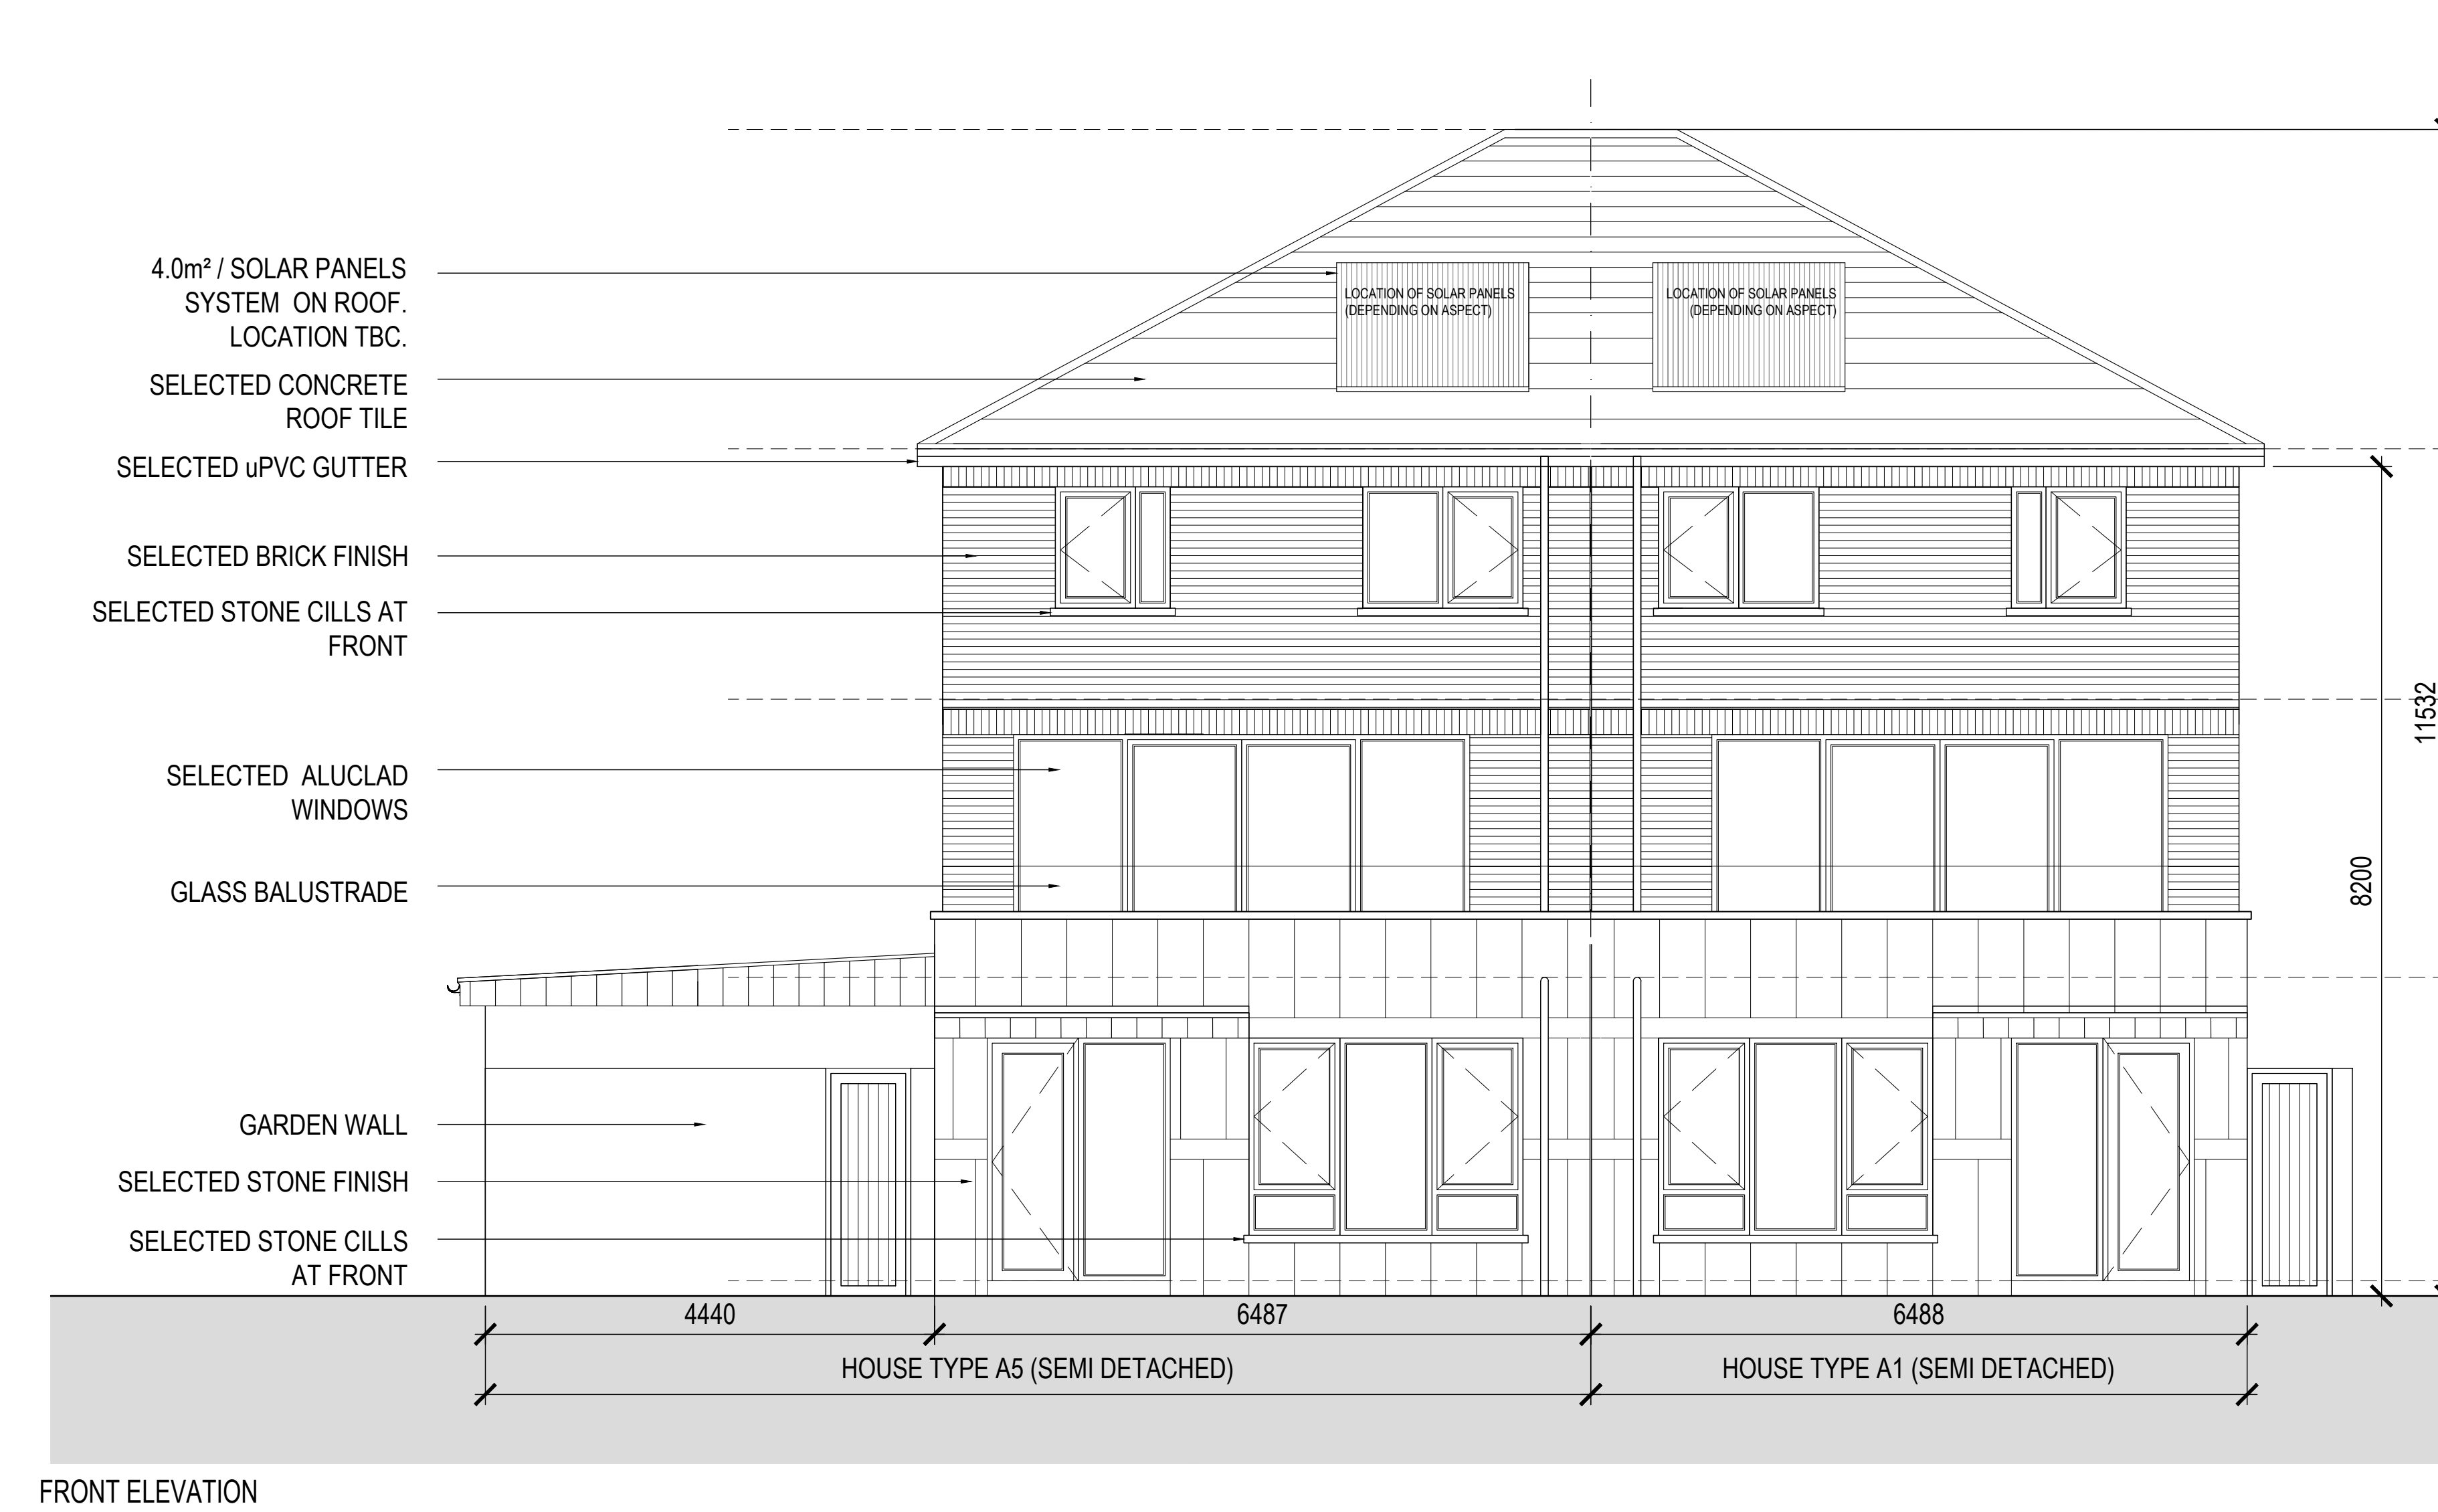 4.0m² / SOLAR PANELS
SYSTEM ON ROOF.
LOCATION TBC.
LOCATION OF SOLAR PANELS
(DEPENDING ON ASPECT)
LOCATION OF SOLAR PANELS
(DEPENDING ON ASPECT)
SELECTED CONCRETE
ROOF TILE
SELECTED uPVC GUTTER
SELECTED BRICK FINISH
SELECTED STONE CILLS AT
FRONT
11532
SELECTED ALUCLAD
WINDOWS
8200
GLASS BALUSTRADE
GARDEN WALL
SELECTED STONE FINISH
SELECTED STONE CILLS
AT FRONT
4440
6487
6488
HOUSE TYPE A5 (SEMI DETACHED)
HOUSE TYPE A1 (SEMI DETACHED)
FRONT ELEVATION